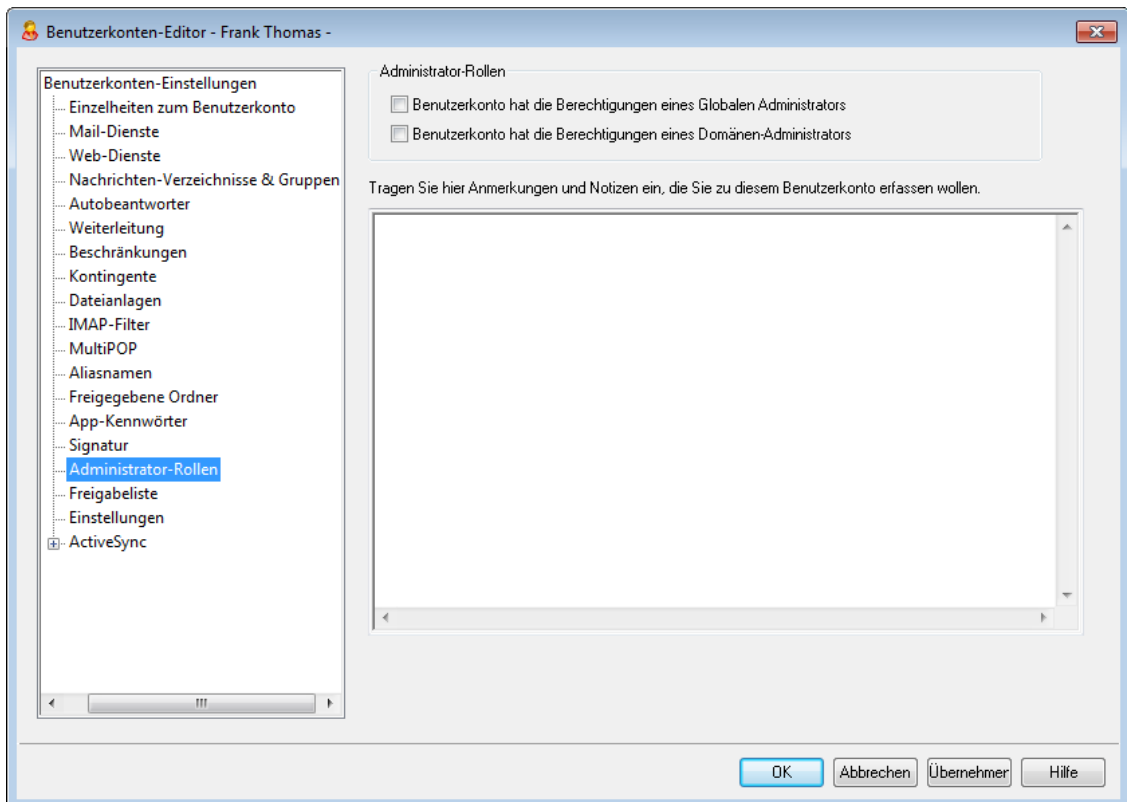 Benutzerkonten-Editor - Frank Thomas -
Benutzerkonten-Einstellungen
Einzelheiten zum Benutzerkonto
Mail-Dienste
Web-Dienste
Nachrichten-Verzeichnisse & Gruppen
Autobeantworter
Weiterleitung
Beschränkungen
Kontingente
Dateianlagen
IMAP-Filter
MultiPOP
Aliasnamen
Freigegebene Ordner
App-Kennwörter
Signatur
Administrator-Rollen
Freigabeliste
Einstellungen
ActiveSync
Administrator-Rollen
Benutzerkonto hat die Berechtigungen eines Globalen Administrators
Benutzerkonto hat die Berechtigungen eines Domänen-Administrators
Tragen Sie hier Anmerkungen und Notizen ein, die Sie zu diesem Benutzerkonto erfassen wollen.
OK
Abbrechen
Übernehmer
Hilfe